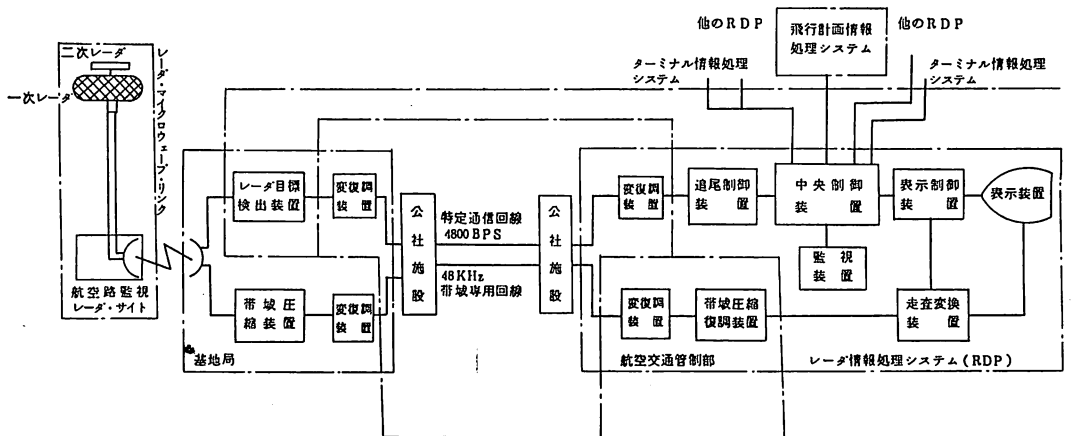 二次レーダ
一次レーダ
レーダ・マイクロウェーブ・リンク
航空路監視
レーダ・サイト
レーダ目標
検出装置
変復調
装置
帯域圧
縮装置
変復調
装置
基地局
公社施設
特定通信回線
4800BPS
48KHz
帯域専用回線
公社施設
他のRDP
飛行計画情報
処理システム
他のRDP
ターミナル情報処理
システム
ターミナル情報処理
システム
変復調
装置
追尾制御
装置
中央制御
装置
表示制御
装置
表示装置
監視
装置
変復調
装置
帯域圧縮
復調装置
走査変換
装置
航空交通管制部
レーダ情報処理システム(RDP)